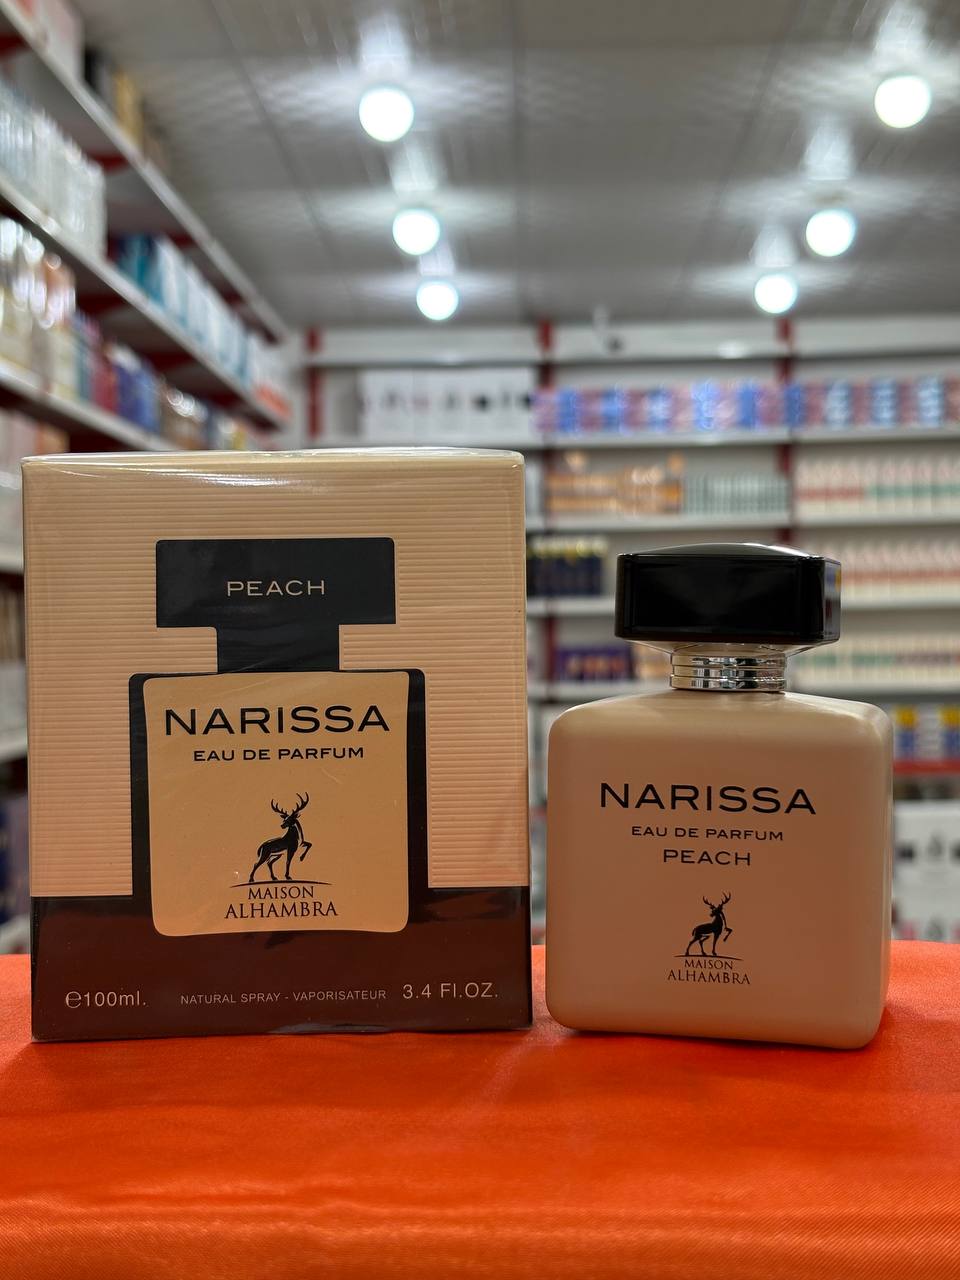 PEACH
NARISSA
EAU DE PARFUM
MAISON
ALHAMBRA
℮100ml.
NATURAL SPRAY - VAPORISATEUR
3.4 Fl.OZ.
NARISSA
EAU DE PARFUM
PEACH
MAISON
ALHAMBRA